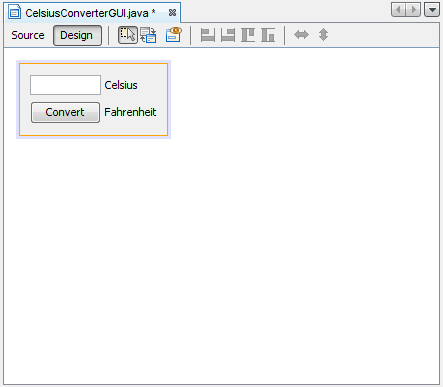 CelsiusConverterGUI.java *
Source Design
Celsius
Convert Fahrenheit